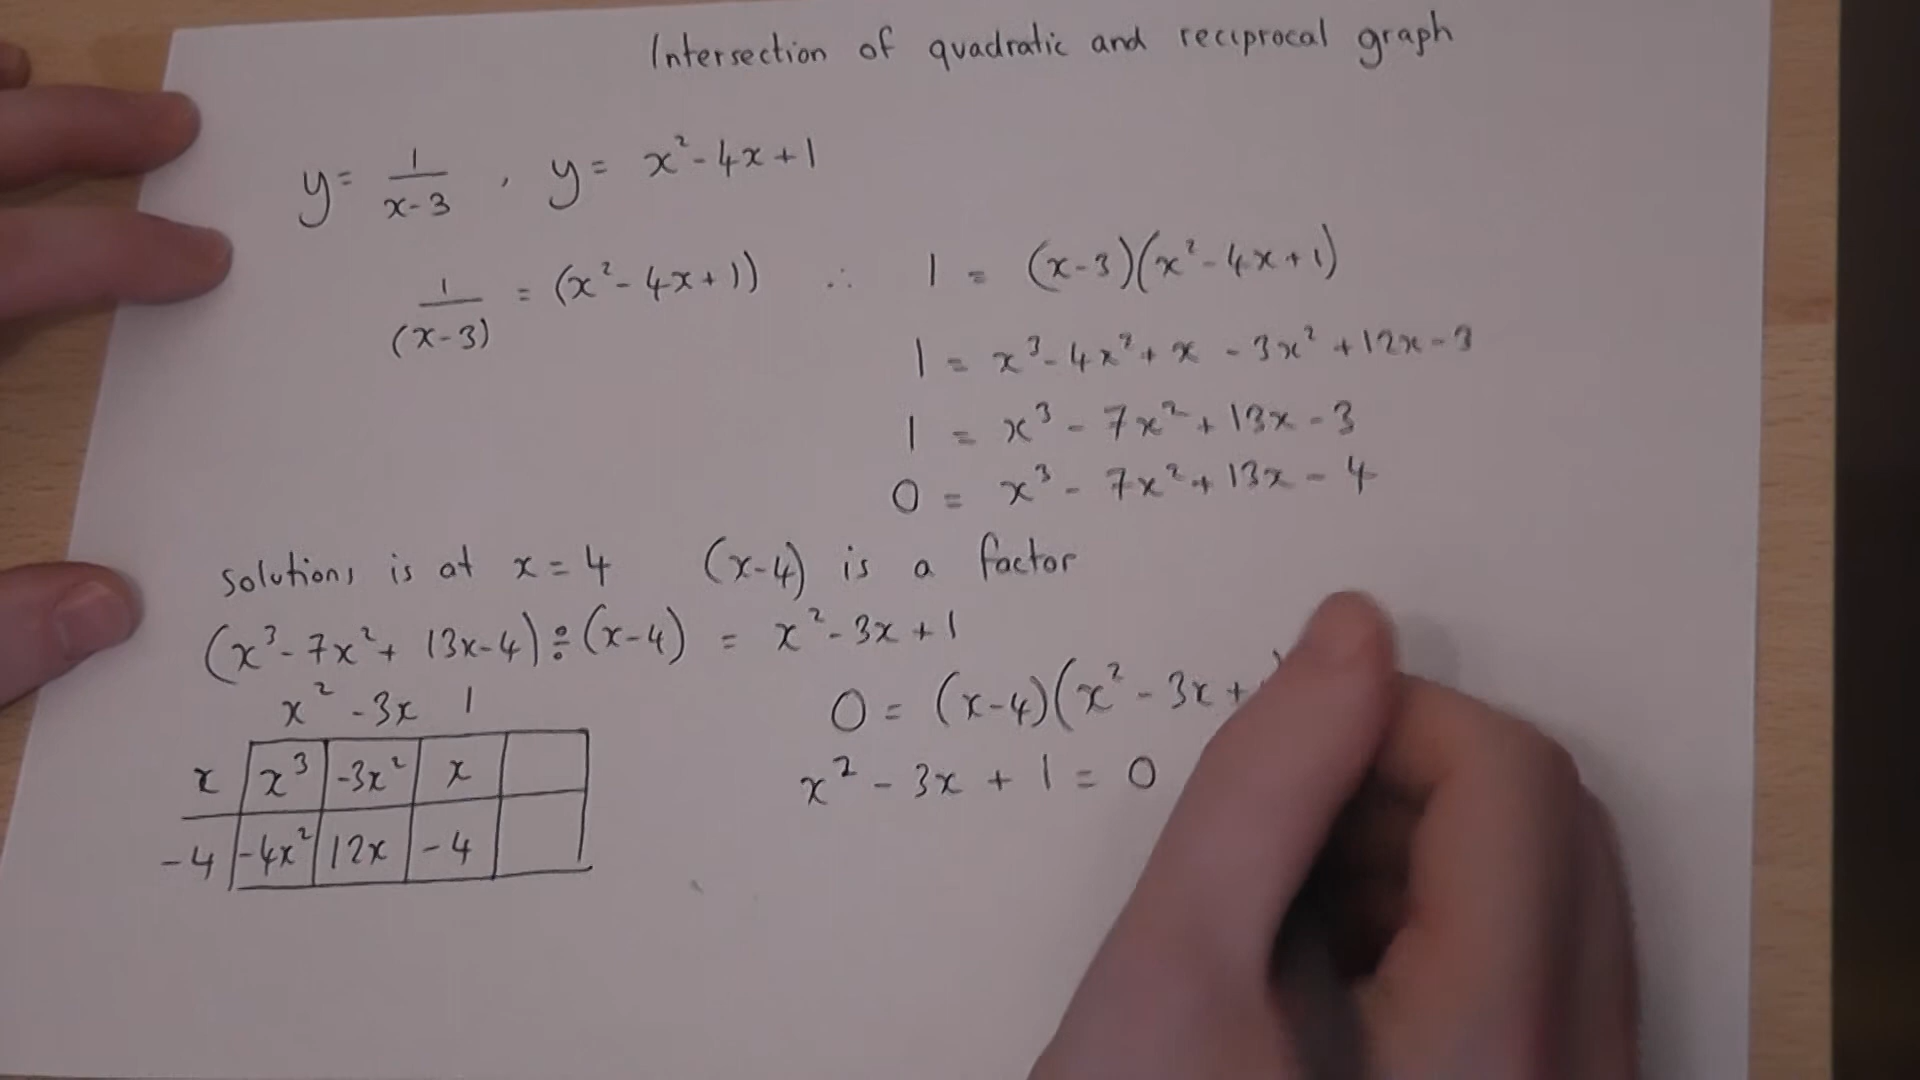 Intersection of quadratic and reciprocal graph
y = 1/(x-3) , y = x² - 4x + 1
1/(x-3) = (x² - 4x + 1) ∴ 1 = (x-3)(x² - 4x + 1)
1 = x³ - 4x² + x - 3x² + 12x - 3
1 = x³ - 7x² + 13x - 3
0 = x³ - 7x² + 13x - 4
solutions is at x = 4 (x-4) is a factor
(x³ - 7x² + 13x - 4) ÷ (x-4) = x² - 3x + 1
0 = (x-4)(x² - 3x +
x² - 3x + 1 = 0
x² -3x 1
x x³ -3x² x
-4 -4x² 12x -4